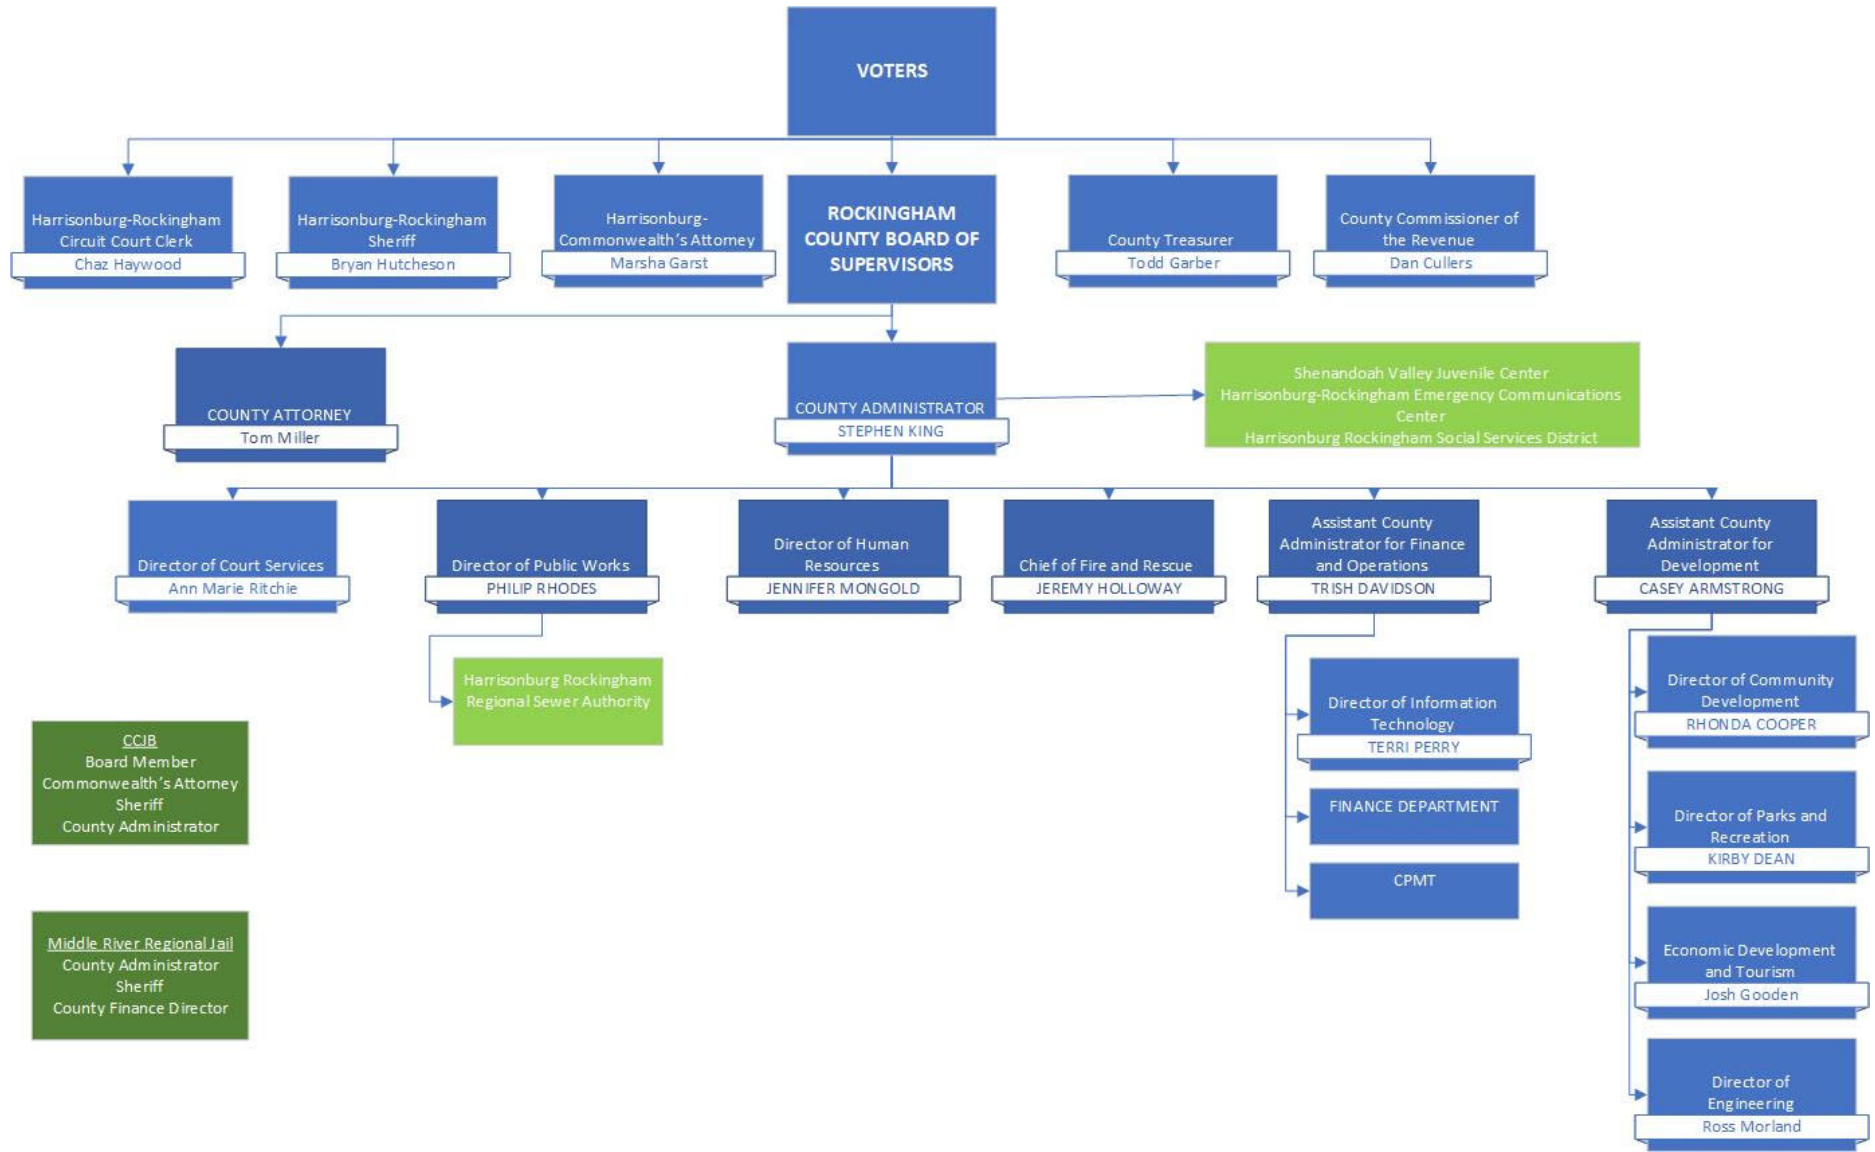 VOTERS
Harrisonburg-Rockingham
Circuit Court Clerk
Chaz Haywood
Harrisonburg-Rockingham
Sheriff
Bryan Hutcheson
Harrisonburg-
Commonwealth's Attorney
Marsha Garst
ROCKINGHAM
COUNTY BOARD OF
SUPERVISORS
County Treasurer
Todd Garber
County Commissioner of
the Revenue
Dan Cullers
COUNTY ATTORNEY
Tom Miller
COUNTY ADMINISTRATOR
STEPHEN KING
Shenandoah Valley Juvenile Center
Harrisonburg-Rockingham Emergency Communications
Center
Harrisonburg Rockingham Social Services District
Director of Court Services
Ann Marie Ritchie
Director of Public Works
PHILIP RHODES
Director of Human
Resources
JENNIFER MONGOLD
Chief of Fire and Rescue
JEREMY HOLLOWAY
Assistant County
Administrator for Finance
and Operations
TRISH DAVIDSON
Assistant County
Administrator for
Development
CASEY ARMSTRONG
Harrisonburg Rockingham
Regional Sewer Authority
Director of Information
Technology
TERRI PERRY
FINANCE DEPARTMENT
CPMT
Director of Community
Development
RHONDA COOPER
Director of Parks and
Recreation
KIRBY DEAN
Economic Development
and Tourism
Josh Gooden
Director of
Engineering
Ross Morland
CCJB
Board Member
Commonwealth's Attorney
Sheriff
County Administrator
Middle River Regional Jail
County Administrator
Sheriff
County Finance Director